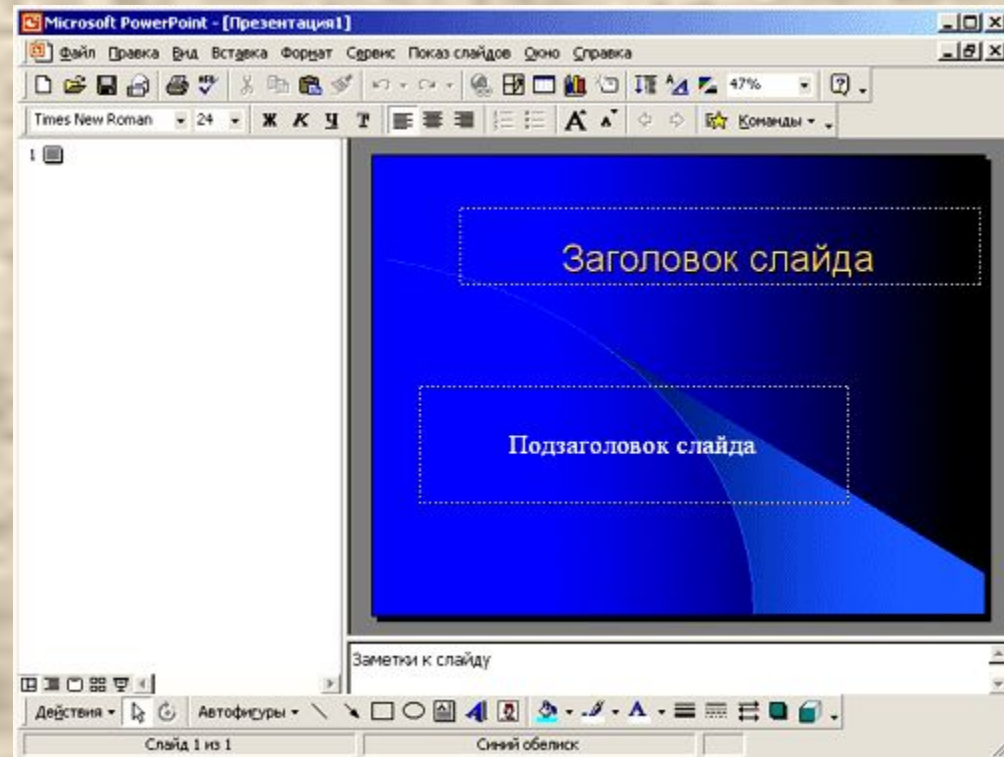 Microsoft PowerPoint - [Презентация1]
Файл Правка Вид Вставка Формат Сервис Показ слайдов Окно Справка
47%
Times New Roman 24 Ж К Ч Т Команды
1
Заголовок слайда
Подзаголовок слайда
Заметки к слайду
Действия Автофигуры
Слайд 1 из 1 Синий обелиск